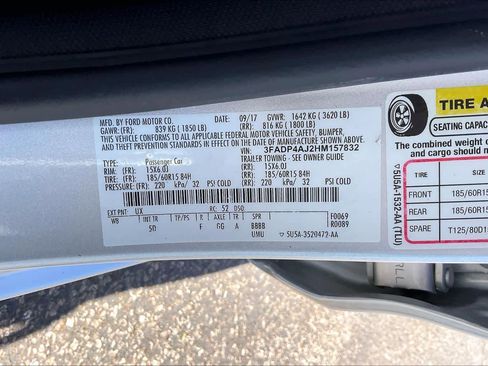 MFD. BY FORD MOTOR CO.
DATE: 09/17 GVWR: 1642 KG ( 3620 LB)
GAWR: (FR): 839 KG ( 1850 LB) (RR): 816 KG ( 1800 LB)
THIS VEHICLE CONFORMS TO ALL APPLICABLE FEDERAL MOTOR VEHICLE SAFETY, BUMPER,
AND THEFT PREVENTION STANDARDS IN EFFECT ON THE DATE OF MANUFACTURE SHOWN ABOVE.
VIN: 3FADP4AJ2HM157832
TYPE: Passenger Car TRAILER TOWING - SEE OWNER GUIDE
RIM: (FR): 15X6.0J (RR): 15X6.0J
TIRE: (FR): 185/60R15 84H (RR): 185/60R15 84H
PRESSURE: (FR): 220 kPa/ 32 PSI COLD (RR): 220 kPa/ 32 PSI COLD
EXT PNT: UX RC: 52 DSO:
WB INT TR TP/PS R AXLE TR SPR F0069
5D F GG A BBBB R0089
UMU 5U5A-3520472-AA
TIRE A
SEATING CAPACITY
The combined weight of
and cargo should n
TIRE
FRONT 185/60R15
REAR 185/60R15
SPARE T125/80D15
5U5A-1532-AA (TLU)